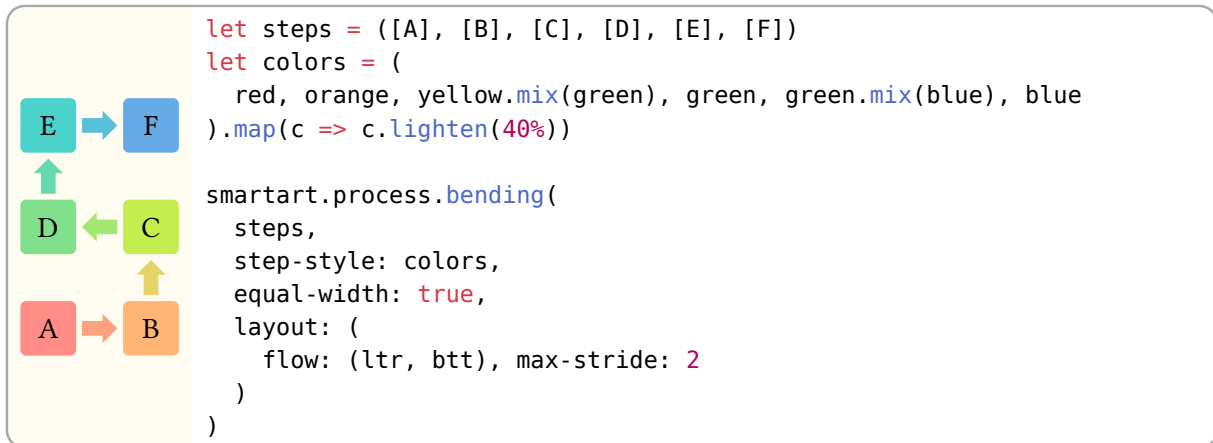 E F
D C
A B
let steps = ([A], [B], [C], [D], [E], [F])
let colors = (
  red, orange, yellow.mix(green), green, green.mix(blue), blue
).map(c => c.lighten(40%))

smartart.process.bending(
  steps,
  step-style: colors,
  equal-width: true,
  layout: (
    flow: (ltr, btt), max-stride: 2
  )
)